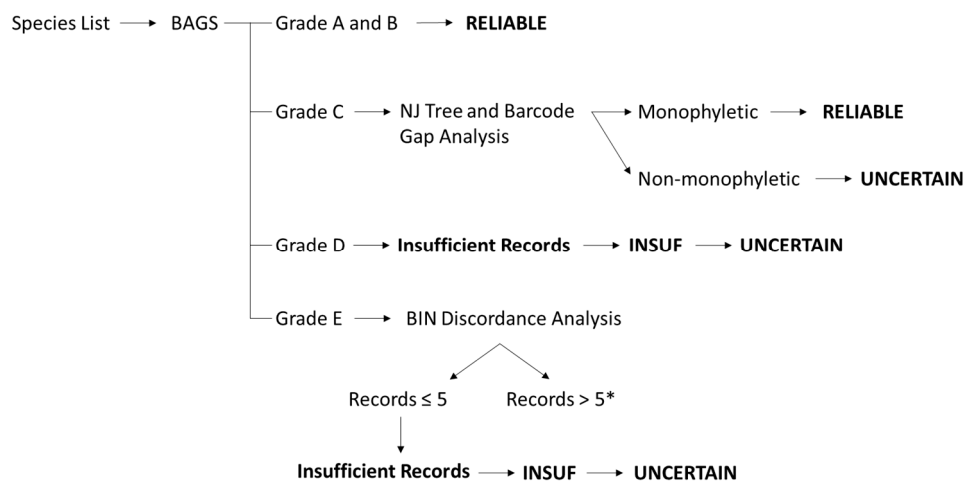 Species List BAGS Grade A and B RELIABLE
Grade C NJ Tree and Barcode Monophyletic RELIABLE
Gap Analysis
Non-monophyletic UNCERTAIN
Grade D Insufficient Records INSUF UNCERTAIN
Grade E BIN Discordance Analysis
Records ≤ 5 Records > 5*
Insufficient Records INSUF UNCERTAIN